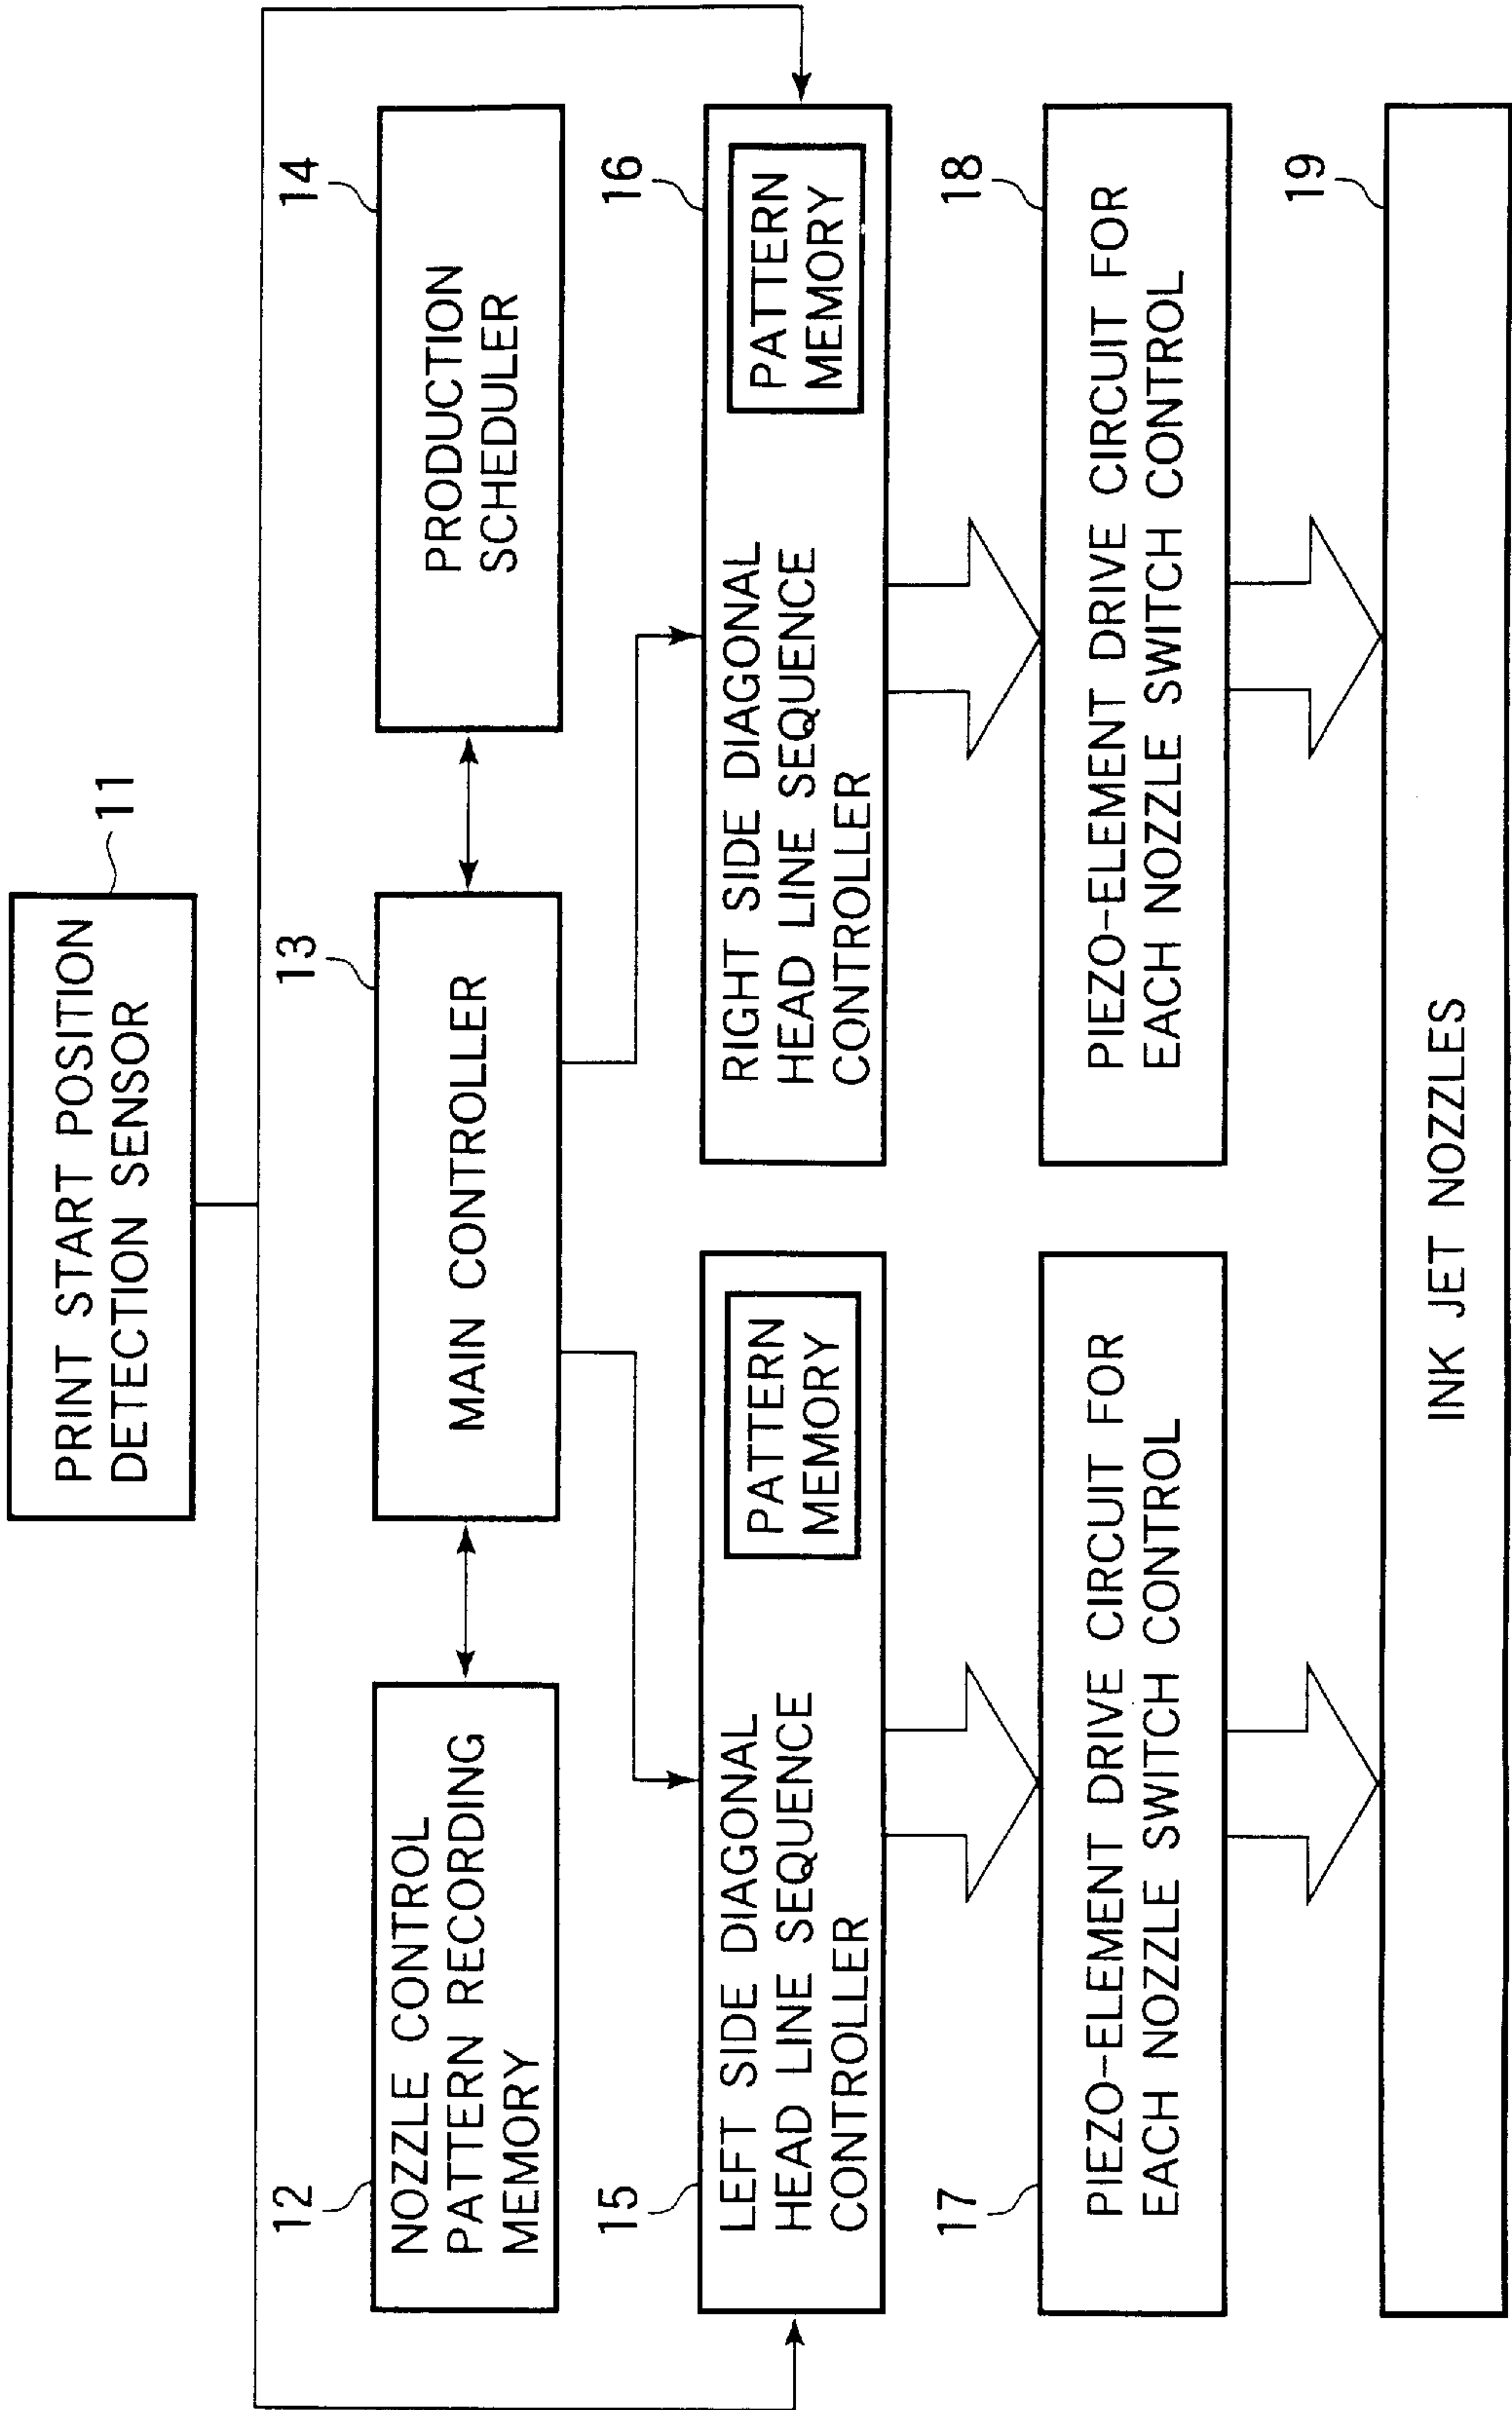 11
PRINT START POSITION
DETECTION SENSOR
12
NOZZLE CONTROL
PATTERN RECORDING
MEMORY
13
MAIN CONTROLLER
14
PRODUCTION
SCHEDULER
15
LEFT SIDE DIAGONAL
HEAD LINE SEQUENCE
CONTROLLER
PATTERN
MEMORY
16
RIGHT SIDE DIAGONAL
HEAD LINE SEQUENCE
CONTROLLER
PATTERN
MEMORY
17
PIEZO-ELEMENT DRIVE CIRCUIT FOR
EACH NOZZLE SWITCH CONTROL
18
PIEZO-ELEMENT DRIVE CIRCUIT FOR
EACH NOZZLE SWITCH CONTROL
19
INK JET NOZZLES